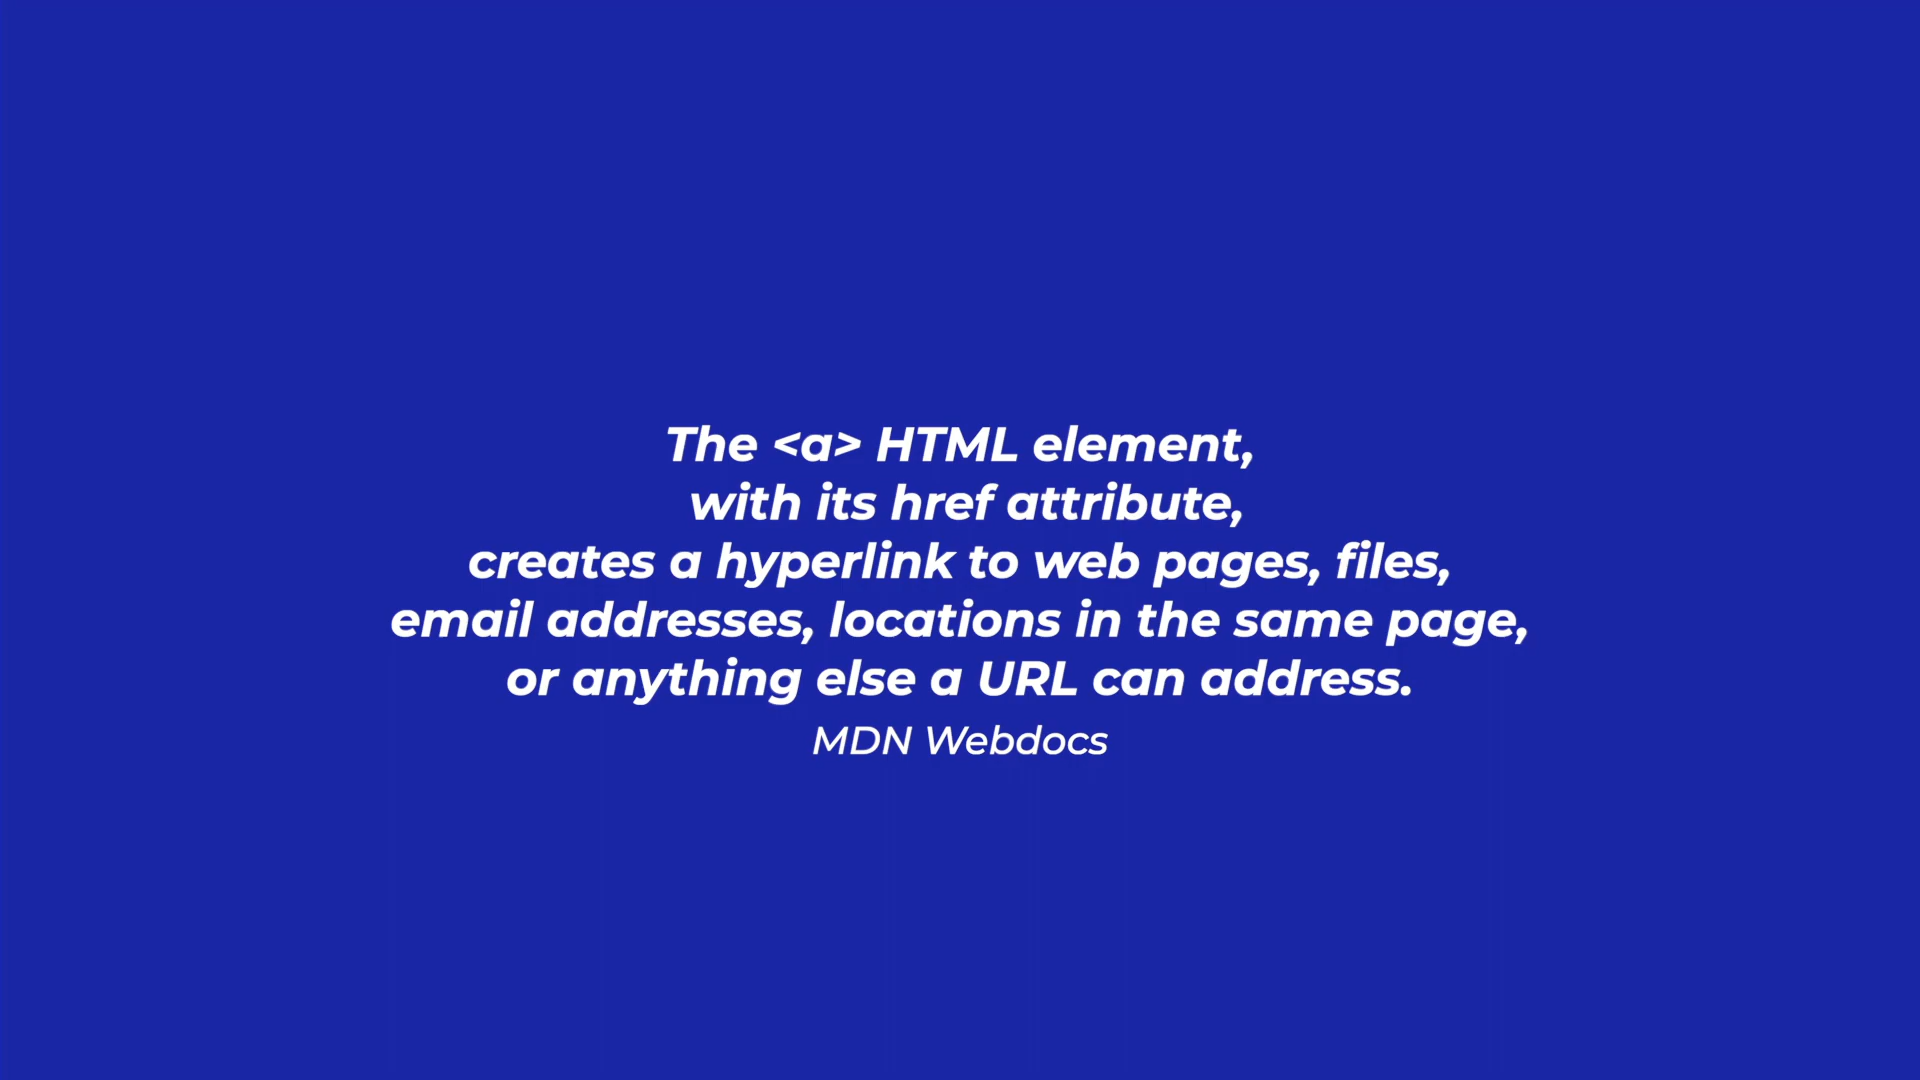 The <a> HTML element,
with its href attribute,
creates a hyperlink to web pages, files,
email addresses, locations in the same page,
or anything else a URL can address.
MDN Webdocs